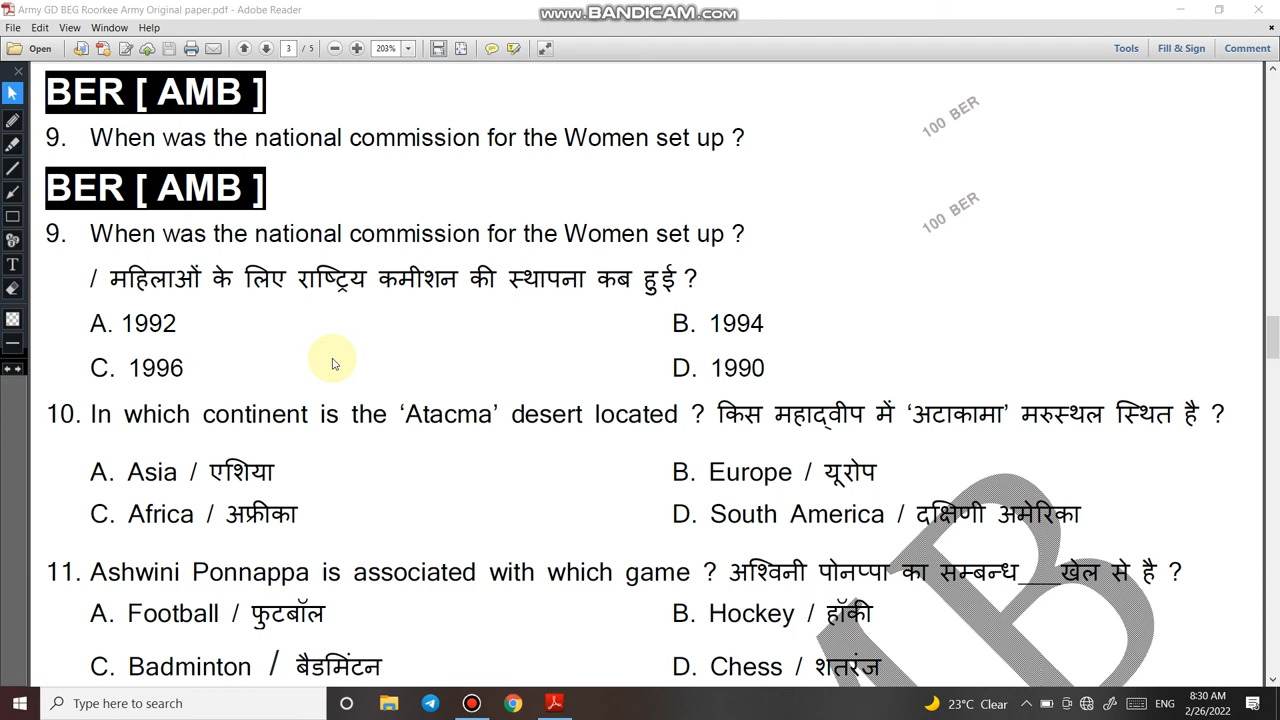 Army GD BEG Roorkee Army Original paper.pdf - Adobe Reader
www.BANDICAM.com
File Edit View Window Help
Open
3 / 5
203%
Tools Fill & Sign Comment
BER [ AMB ]
100 BER
9. When was the national commission for the Women set up ?
BER [ AMB ]
100 BER
9. When was the national commission for the Women set up ?
/ महिलाओं के लिए राष्ट्रिय कमीशन की स्थापना कब हुई ?
A. 1992 B. 1994
C. 1996 D. 1990
10. In which continent is the ‘Atacma’ desert located ? किस महाद्वीप में ‘अटाकामा’ मरुस्थल स्थित है ?
A. Asia / एशिया B. Europe / यूरोप
C. Africa / अफ्रीका D. South America / दक्षिणी अमेरिका
11. Ashwini Ponnappa is associated with which game ? अश्विनी पोनप्पा का सम्बन्ध___खेल से है ?
A. Football / फुटबॉल B. Hockey / हॉकी
C. Badminton / बैडमिंटन D. Chess / शतरंज
Type here to search
23°C Clear
ENG
8:30 AM
2/26/2022